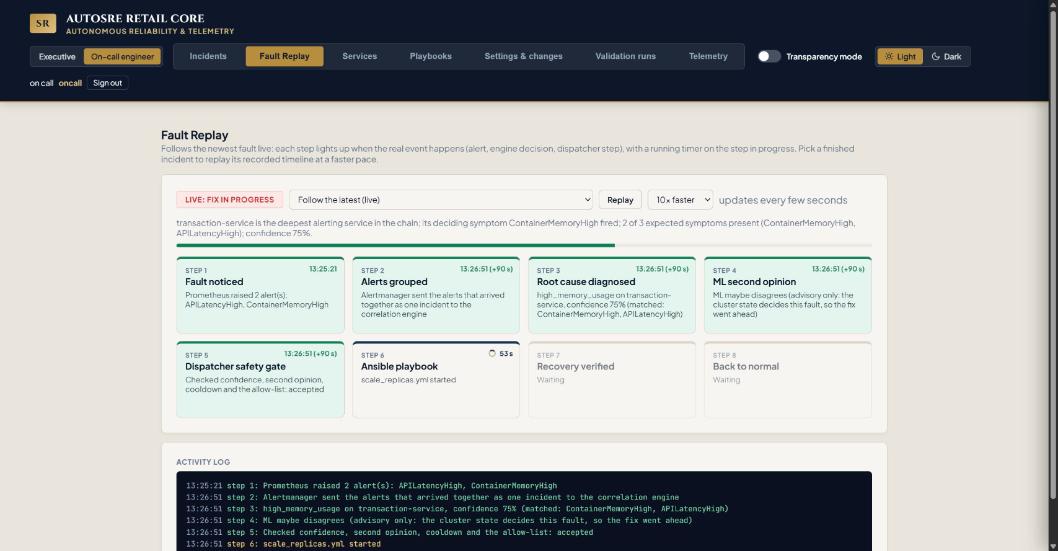 SR
AUTOSRE RETAIL CORE
AUTONOMOUS RELIABILITY & TELEMETRY
Executive
On-call engineer
Incidents
Fault Replay
Services
Playbooks
Settings & changes
Validation runs
Telemetry
Transparency mode
Light
Dark
on call
oncall
Sign out
Fault Replay
Follows the newest fault live: each step lights up when the real event happens (alert, engine decision, dispatcher step), with a running timer on the step in progress. Pick a finished
incident to replay its recorded timeline at a faster pace.
LIVE: FIX IN PROGRESS
Follow the latest (live)
Replay
10× faster
updates every few seconds
transaction-service is the deepest alerting service in the chain; its deciding symptom ContainerMemoryHigh fired; 2 of 3 expected symptoms present (ContainerMemoryHigh,
APILatencyHigh); confidence 75%.
STEP 1
13:25:21
Fault noticed
Prometheus raised 2 alert(s):
APILatencyHigh, ContainerMemoryHigh
STEP 2
13:26:51 (+90 s)
Alerts grouped
Alertmanager sent the alerts that arrived
together as one incident to the
correlation engine
STEP 3
13:26:51 (+90 s)
Root cause diagnosed
high_memory_usage on transaction-
service, confidence 75% (matched:
ContainerMemoryHigh, APILatencyHigh)
STEP 4
13:26:51 (+90 s)
ML second opinion
ML maybe disagrees (advisory only: the
cluster state decides this fault, so the fix
went ahead)
STEP 5
13:26:51 (+90 s)
Dispatcher safety gate
Checked confidence, second opinion,
cooldown and the allow-list: accepted
STEP 6
53 s
Ansible playbook
scale_replicas.yml started
STEP 7
Recovery verified
Waiting
STEP 8
Back to normal
Waiting
ACTIVITY LOG
13:25:21 step 1: Prometheus raised 2 alert(s): APILatencyHigh, ContainerMemoryHigh
13:26:51 step 2: Alertmanager sent the alerts that arrived together as one incident to the correlation engine
13:26:51 step 3: high_memory_usage on transaction-service, confidence 75% (matched: ContainerMemoryHigh, APILatencyHigh)
13:26:51 step 4: ML maybe disagrees (advisory only: the cluster state decides this fault, so the fix went ahead)
13:26:51 step 5: Checked confidence, second opinion, cooldown and the allow-list: accepted
13:26:51 step 6: scale_replicas.yml started